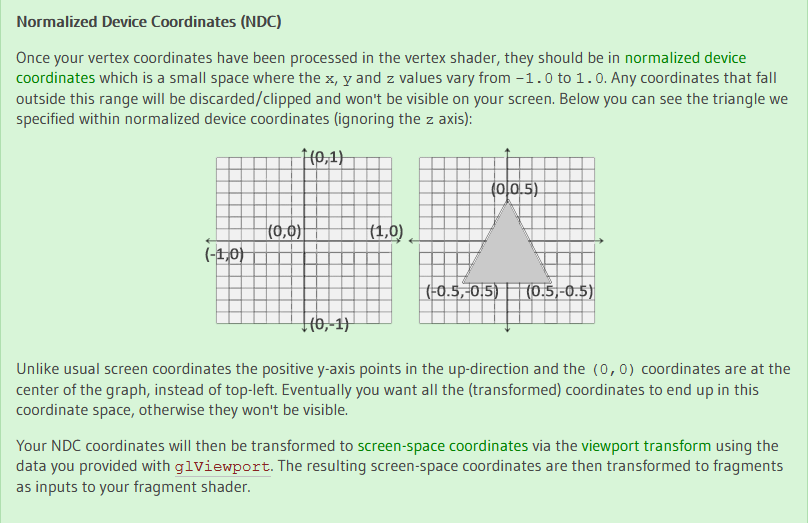 Normalized Device Coordinates (NDC)
Once your vertex coordinates have been processed in the vertex shader, they should be in normalized device
coordinates which is a small space where the x, y and z values vary from -1.0 to 1.0. Any coordinates that fall
outside this range will be discarded/clipped and won't be visible on your screen. Below you can see the triangle we
specified within normalized device coordinates (ignoring the z axis):
(0,1)
(0,0)
(1,0)
(-1,0)
(0,-1)
(0,0.5)
(-0.5,-0.5)
(0.5,-0.5)
Unlike usual screen coordinates the positive y-axis points in the up-direction and the (0,0) coordinates are at the
center of the graph, instead of top-left. Eventually you want all the (transformed) coordinates to end up in this
coordinate space, otherwise they won't be visible.
Your NDC coordinates will then be transformed to screen-space coordinates via the viewport transform using the
data you provided with glViewport. The resulting screen-space coordinates are then transformed to fragments
as inputs to your fragment shader.